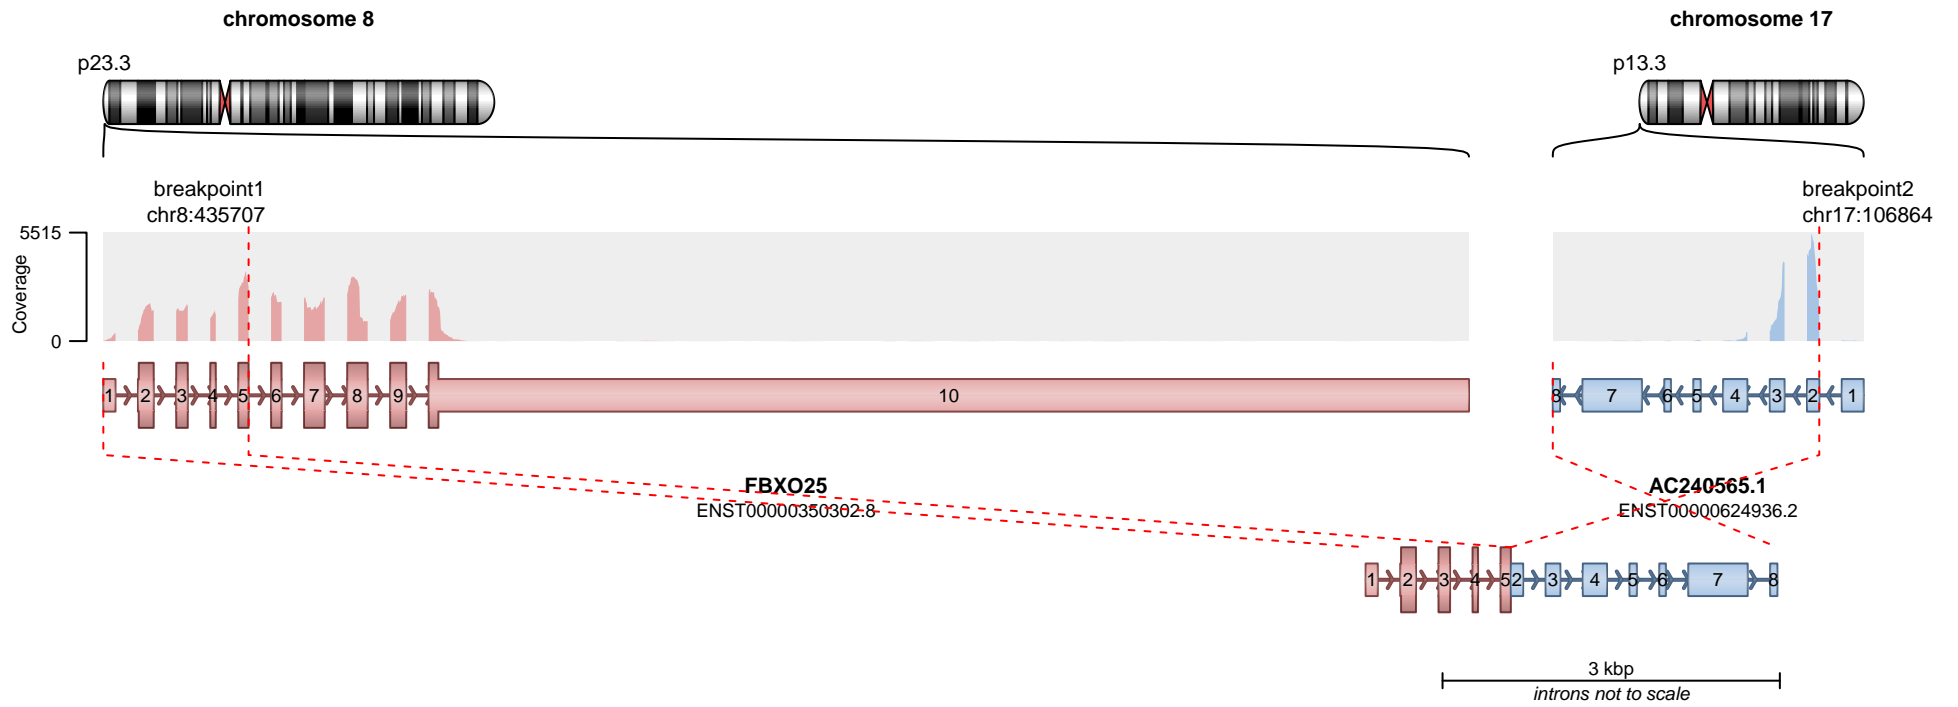 chromosome 8
chromosome 17
p23.3
p13.3
breakpoint1
chr8:435707
breakpoint2
chr17:106864
5515
Coverage
0
1 2 3 4 5 6 7 8 9 10
8 7 6 5 4 3 2 1
FBXO25
ENST00000350302.8
AC240565.1
ENST00000624936.2
1 2 3 4 5 2 3 4 5 6 7 8
3 kbp
introns not to scale